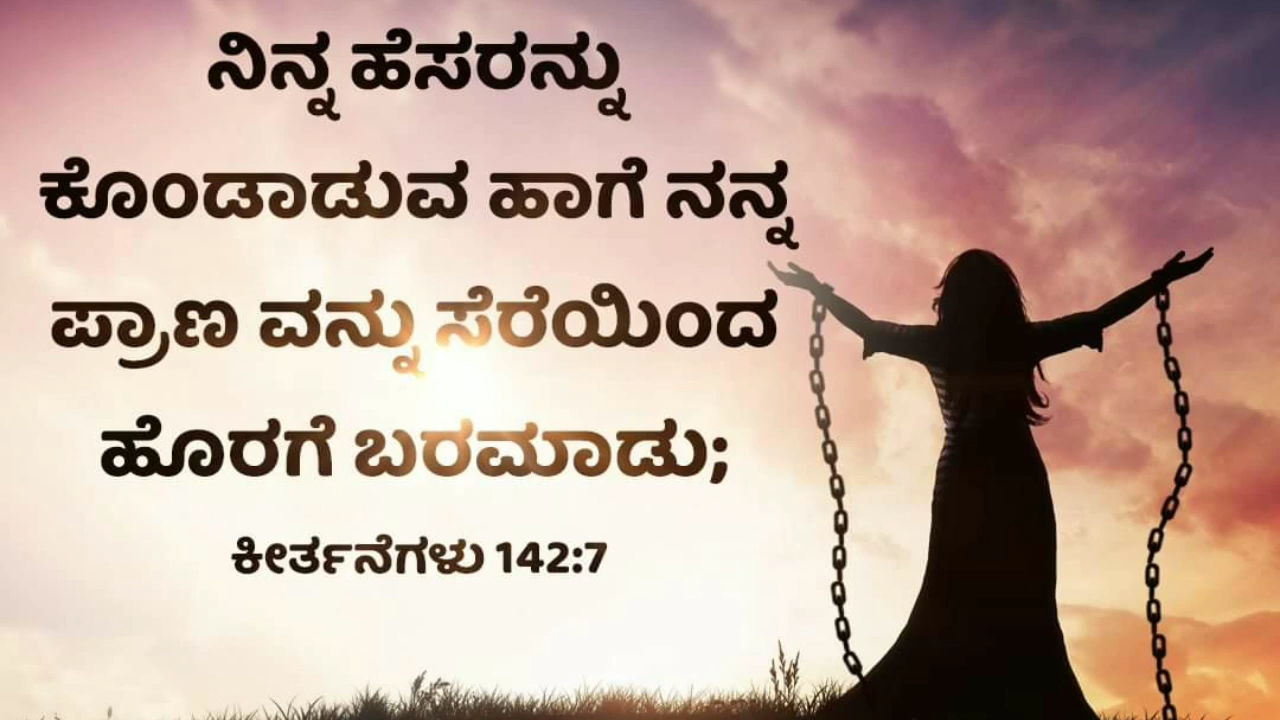 ನಿನ್ನ ಹೆಸರನ್ನು
ಕೊಂಡಾಡುವ ಹಾಗೆ ನನ್ನ
ಪ್ರಾಣ ವನ್ನು ಸೆರೆಯಿಂದ
ಹೊರಗೆ ಬರಮಾಡು;
ಕೀರ್ತನೆಗಳು 142:7